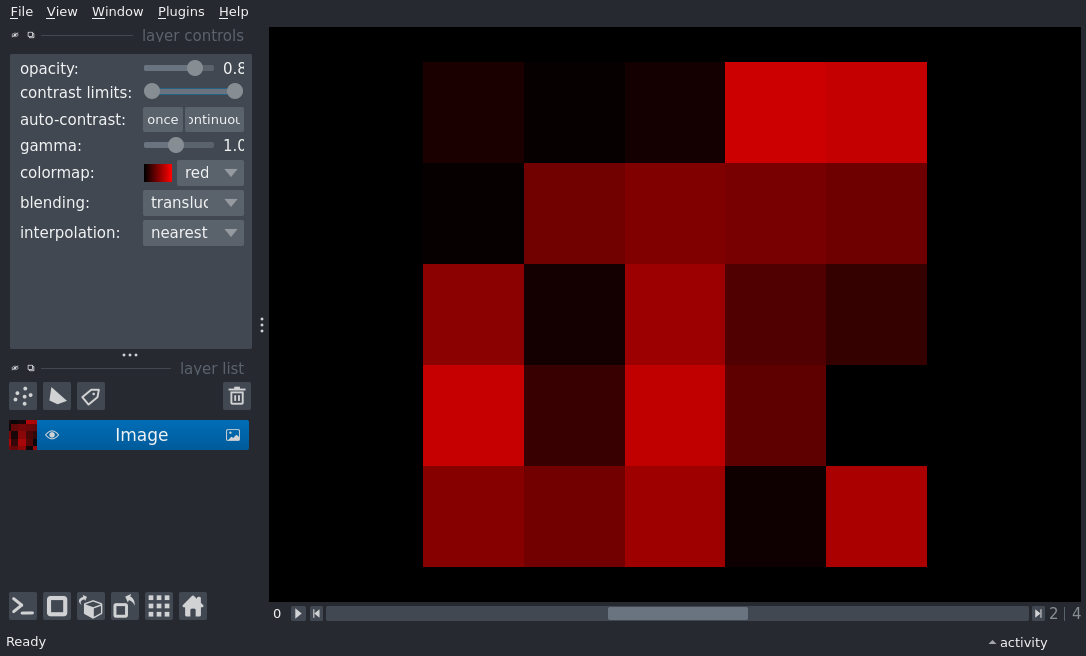 File View Window Plugins Help
layer controls
opacity: 0.8
contrast limits:
auto-contrast: once ontinuou
gamma: 1.0
colormap: red
blending: transluc
interpolation: nearest
layer list
Image
0 2 | 4
Ready
activity